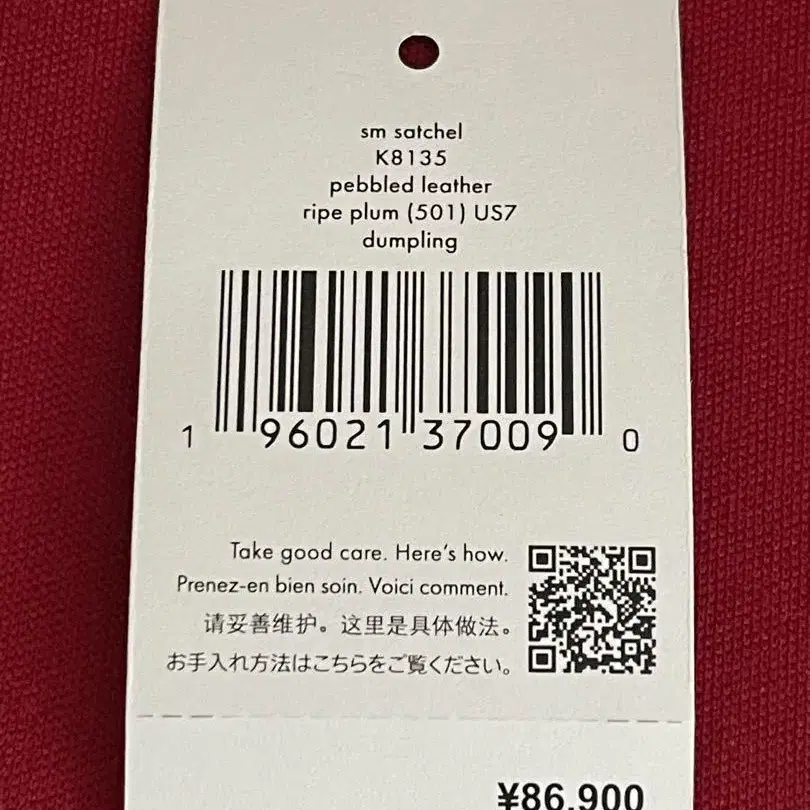 sm satchel
K8135
pebbled leather
ripe plum (501) US7
dumpling
1 96021 37009 0
Take good care. Here's how.
Prenez-en bien soin. Voici comment.
请妥善维护。这里是具体做法。
お手入れ方法はこちらをご覧ください。
¥86,900